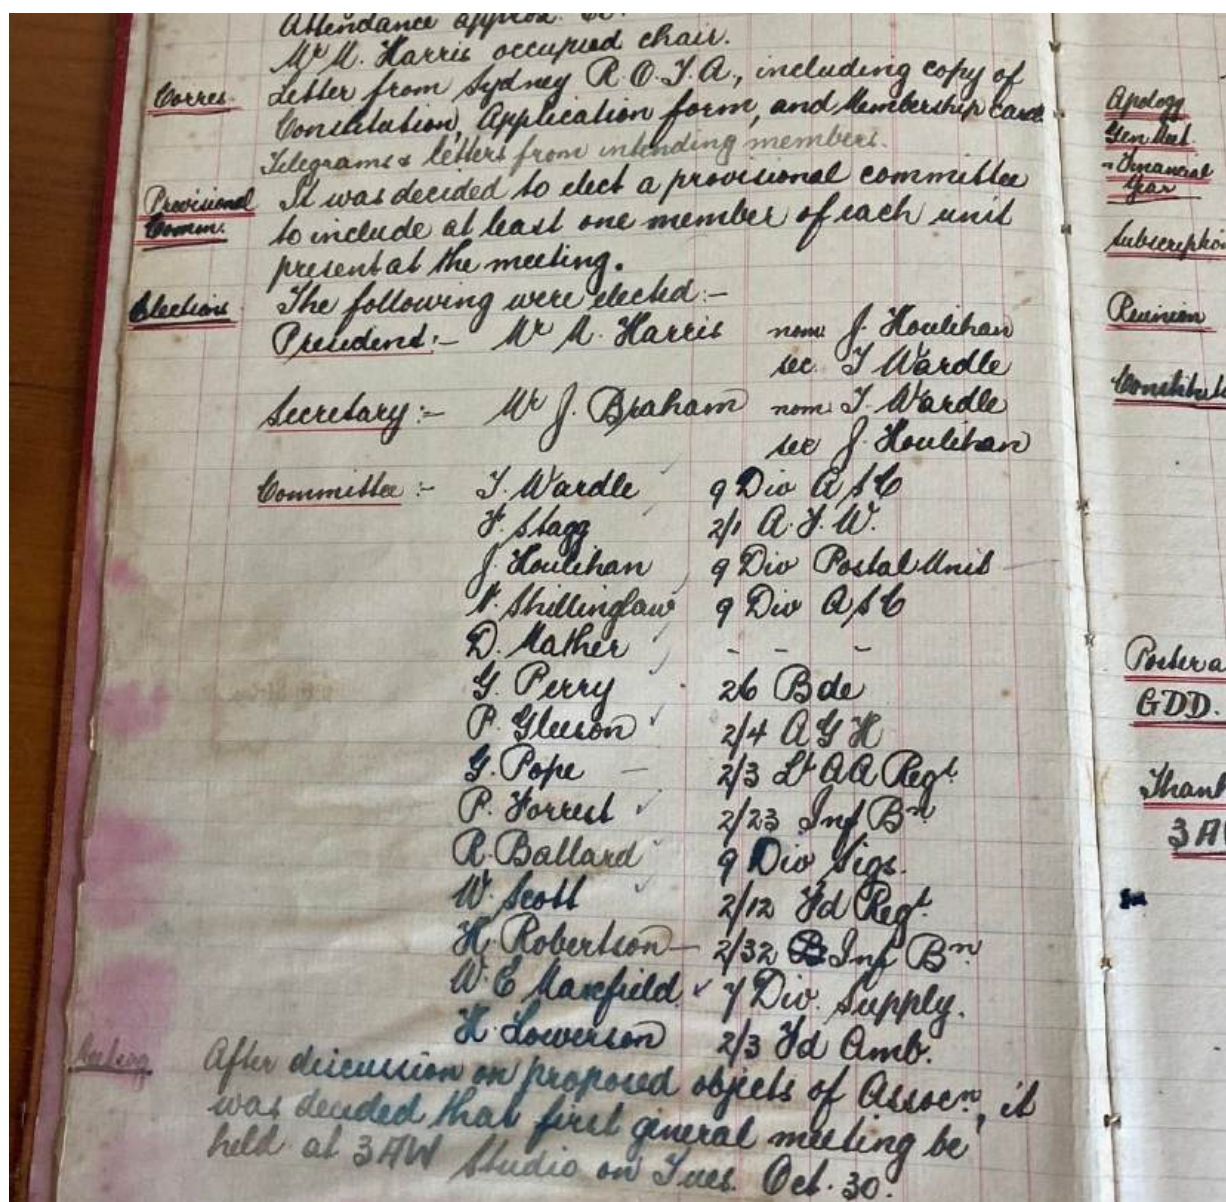 Attendance approx.
Mr M. Harris occupied chair.
Corres. Letter from Sydney R.O.T.A., including copy of
Constitution, Application form, and Membership card
Telegrams & letters from intending members.
Provisional It was decided to elect a provisional committee
Comm. to include at least one member of each unit
present at the meeting.
Elections The following were elected:-
President:- Mr M. Harris nom J. Houlihan
sec. T Wardle
Secretary:- Mr J. Braham nom T. Wardle
sec J. Houlihan
Committee:- T. Wardle 9 Div A S C
F. Stagg 2/1 A.F.W.
J. Houlihan 9 Div Postal Unit
N. Shillinglaw 9 Div A S C
D. Mather - - -
G. Perry 26 Bde
P. Gleeson 2/4 A G H
G. Pope - 2/3 Lt AA Regt.
P. Forrest 2/23 Inf Bn
R. Ballard 9 Div Sigs.
W. Scott 2/12 Fd Regt.
H. Robertson - 2/32 Inf Bn.
W. E Maxfield. 7 Div. Supply.
H. Lowerson 2/3 Fd Amb.
After discussion on proposed objects of Assocn, it
was decided that first general meeting be
held at 3AW Studio on Tues. Oct. 30.
Apology
Gen Meet.
- Financial
Year
Subscription
Reunion
Constitut
Poster a
GDD.
Thank
3 AW